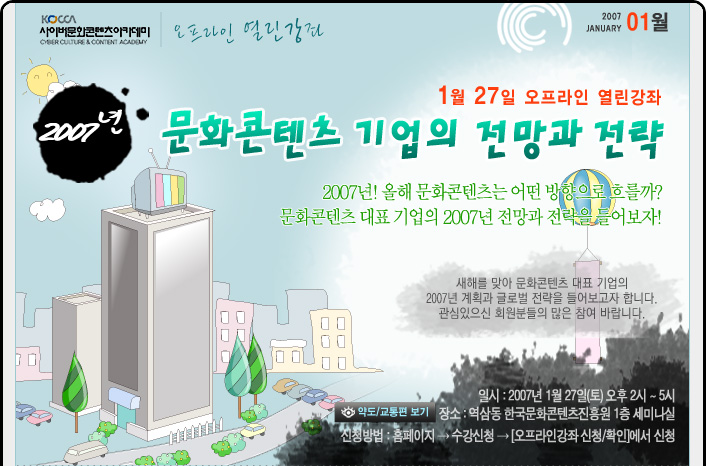 KOCCA
사이버문화콘텐츠아카데미
CYBER CULTURE & CONTENT ACADEMY
오프라인 열린강좌
2007
JANUARY 01월
1월 27일 오프라인 열린강좌
2007년
문화콘텐츠 기업의 전망과 전략
2007년! 올해 문화콘텐츠는 어떤 방향으로 흐를까?
문화콘텐츠 대표 기업의 2007년 전망과 전략을 들어보자!
새해를 맞아 문화콘텐츠 대표 기업의
2007년 계획과 글로벌 전략을 들어보고자 합니다.
관심있으신 회원분들의 많은 참여 바랍니다.
일시 : 2007년 1월 27일(토) 오후 2시 ~ 5시
약도/교통편 보기 장소 : 역삼동 한국문화콘텐츠진흥원 1층 세미나실
신청방법 : 홈페이지 → 수강신청 → [오프라인강좌 신청/확인]에서 신청